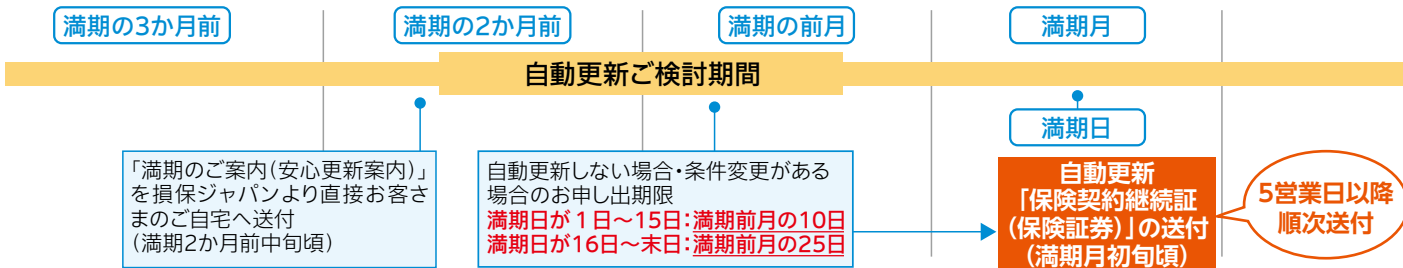 満期の3か月前
満期の2か月前
満期の前月
満期月
自動更新ご検討期間
満期日
「満期のご案内(安心更新案内)」
を損保ジャパンより直接お客さ
まのご自宅へ送付
(満期2か月前中旬頃)
自動更新しない場合・条件変更がある
場合のお申し出期限
満期日が1日～15日:満期前月の10日
満期日が16日～末日:満期前月の25日
自動更新
「保険契約継続証
(保険証券)」の送付
(満期月初旬頃)
5営業日以降
順次送付